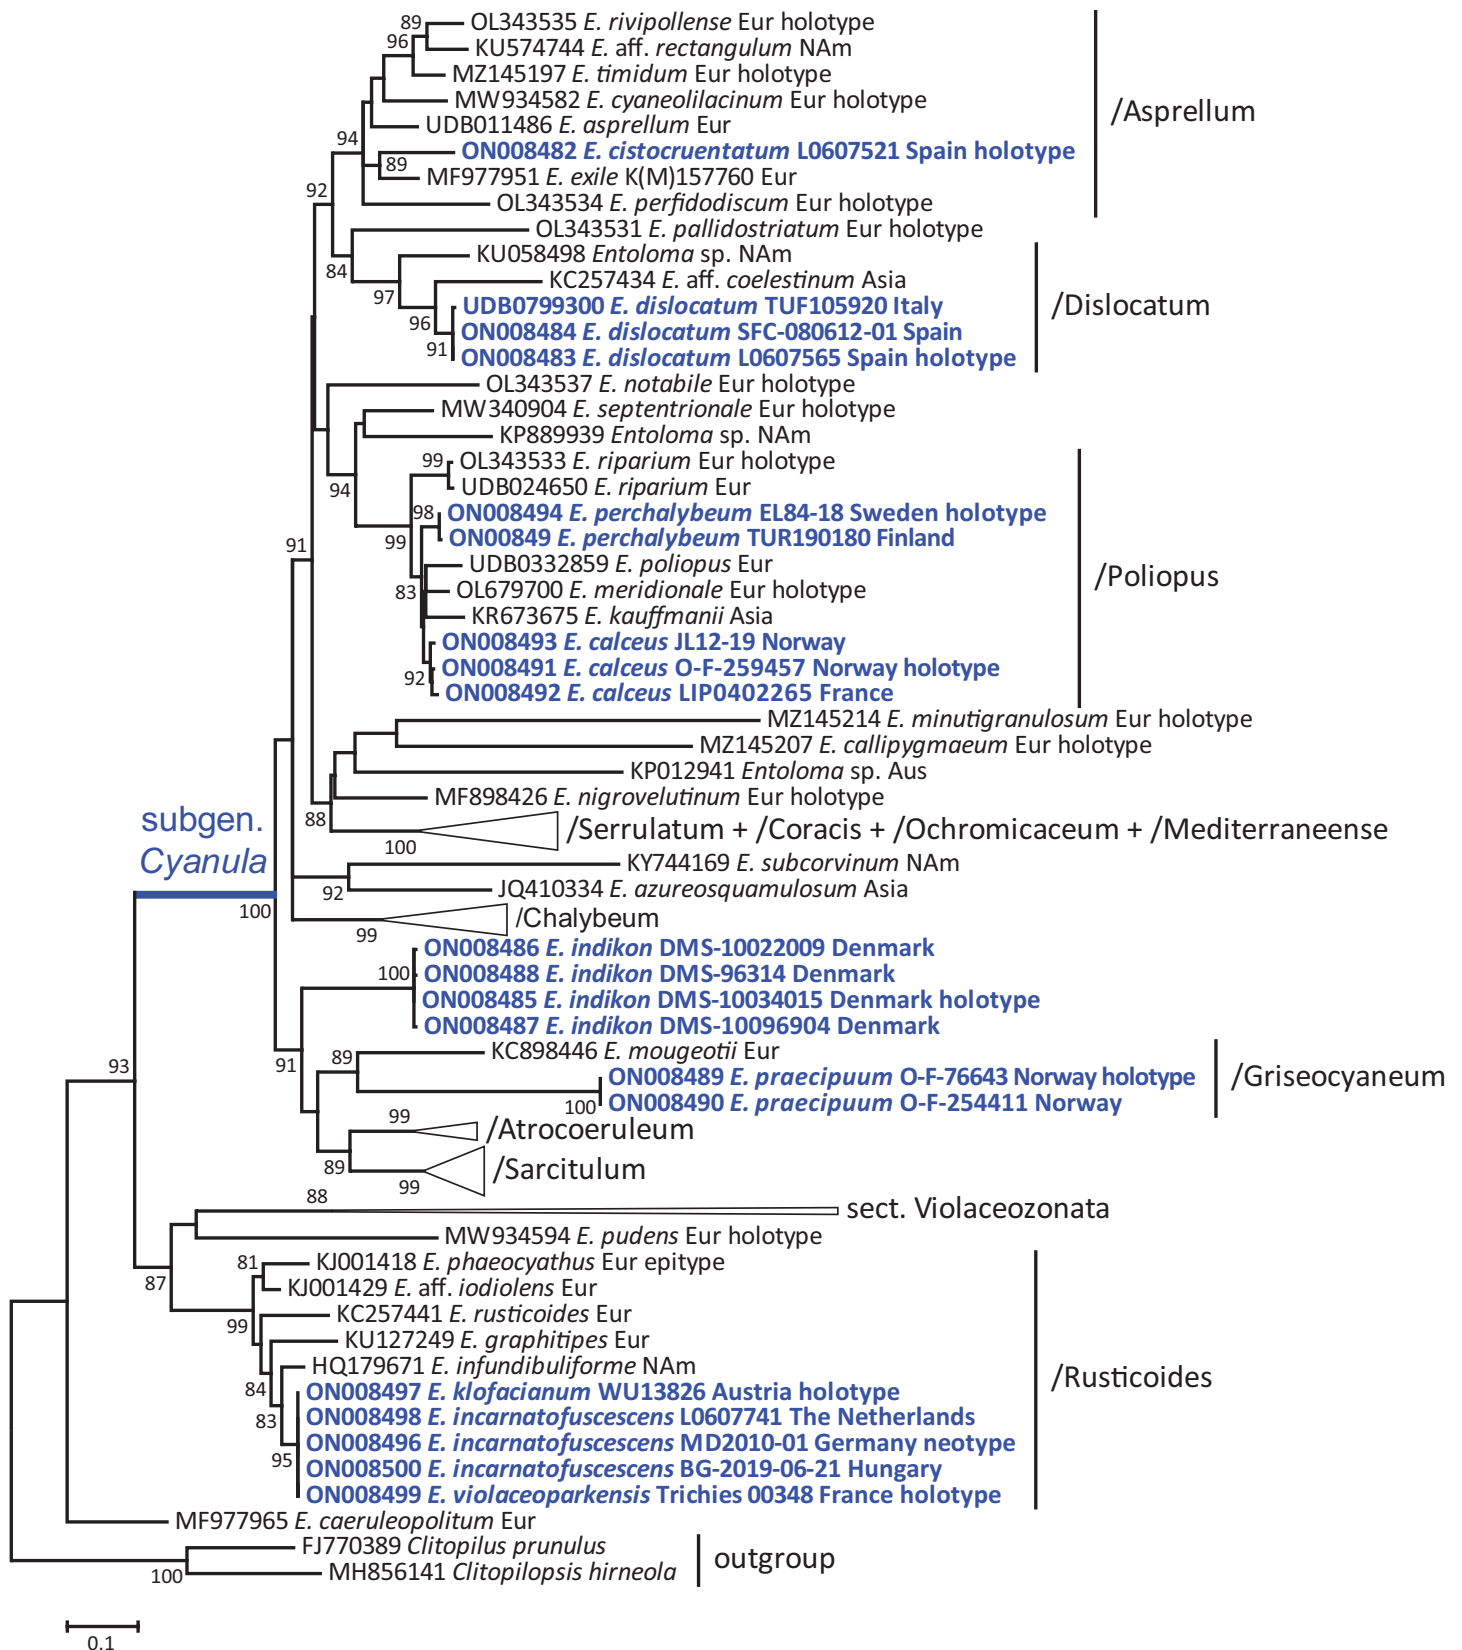 89
OL343535 E. rivipollense Eur holotype
96
KU574744 E. aff. rectangulum NAm
MZ145197 E. timidum Eur holotype
MW934582 E. cyaneolilacinum Eur holotype
/Asprellum
UDB011486 E. asprellum Eur
94
ON008482 E. cistocruentatum L0607521 Spain holotype
89
MF977951 E. exile K(M)157760 Eur
92
OL343534 E. perfidodiscum Eur holotype
OL343531 E. pallidostriatum Eur holotype
KU058498 Entoloma sp. NAm
84
KC257434 E. aff. coelestinum Asia
97
UDB0799300 E. dislocatum TUF105920 Italy
/Dislocatum
96
ON008484 E. dislocatum SFC-080612-01 Spain
91
ON008483 E. dislocatum L0607565 Spain holotype
OL343537 E. notabile Eur holotype
MW340904 E. septentrionale Eur holotype
KP889939 Entoloma sp. NAm
99
OL343533 E. riparium Eur holotype
94
UDB024650 E. riparium Eur
98
ON008494 E. perchalybeum EL84-18 Sweden holotype
99
ON00849 E. perchalybeum TUR190180 Finland
91
UDB0332859 E. poliopus Eur
/Poliopus
83
OL679700 E. meridionale Eur holotype
KR673675 E. kauffmanii Asia
ON008493 E. calceus JL12-19 Norway
ON008491 E. calceus O-F-259457 Norway holotype
92
ON008492 E. calceus LIP0402265 France
MZ145214 E. minutigranulosum Eur holotype
MZ145207 E. callipygmaeum Eur holotype
KP012941 Entoloma sp. Aus
MF898426 E. nigrovelutinum Eur holotype
88
/Serrulatum + /Coracis + /Ochromicaceum + /Mediterraneense
100
subgen.
Cyanula
KY744169 E. subcorvinum NAm
92
JQ410334 E. azureosquamulosum Asia
100
/Chalybeum
99
ON008486 E. indikon DMS-10022009 Denmark
100
ON008488 E. indikon DMS-96314 Denmark
ON008485 E. indikon DMS-10034015 Denmark holotype
ON008487 E. indikon DMS-10096904 Denmark
93
91
89
KC898446 E. mougeotii Eur
ON008489 E. praecipuum O-F-76643 Norway holotype
/Griseocyaneum
100
ON008490 E. praecipuum O-F-254411 Norway
99
/Atrocoeruleum
89
/Sarcitulum
99
88
sect. Violaceozonata
MW934594 E. pudens Eur holotype
81
KJ001418 E. phaeocyathus Eur epitype
87
KJ001429 E. aff. iodiolens Eur
99
KC257441 E. rusticoides Eur
KU127249 E. graphitipes Eur
HQ179671 E. infundibuliforme NAm
/Rusticoides
84
ON008497 E. klofacianum WU13826 Austria holotype
83
ON008498 E. incarnatofuscescens L0607741 The Netherlands
ON008496 E. incarnatofuscescens MD2010-01 Germany neotype
95
ON008500 E. incarnatofuscescens BG-2019-06-21 Hungary
ON008499 E. violaceoparkensis Trichies 00348 France holotype
MF977965 E. caeruleopolitum Eur
FJ770389 Clitopilus prunulus
outgroup
100
MH856141 Clitopilopsis hirneola
0.1